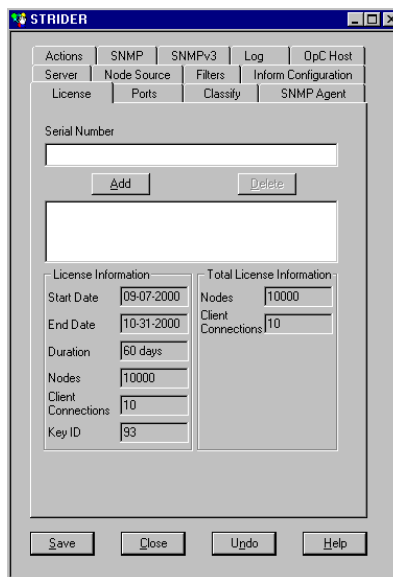 STRIDER
Actions SNMP SNMPv3 Log OpC Host
Server Node Source Filters Inform Configuration
License Ports Classify SNMP Agent
Serial Number
Add Delete
License Information Total License Information
Start Date 09-07-2000 Nodes 10000
End Date 10-31-2000 Client Connections 10
Duration 60 days
Nodes 10000
Client
Connections 10
Key ID 93
Save Close Undo Help